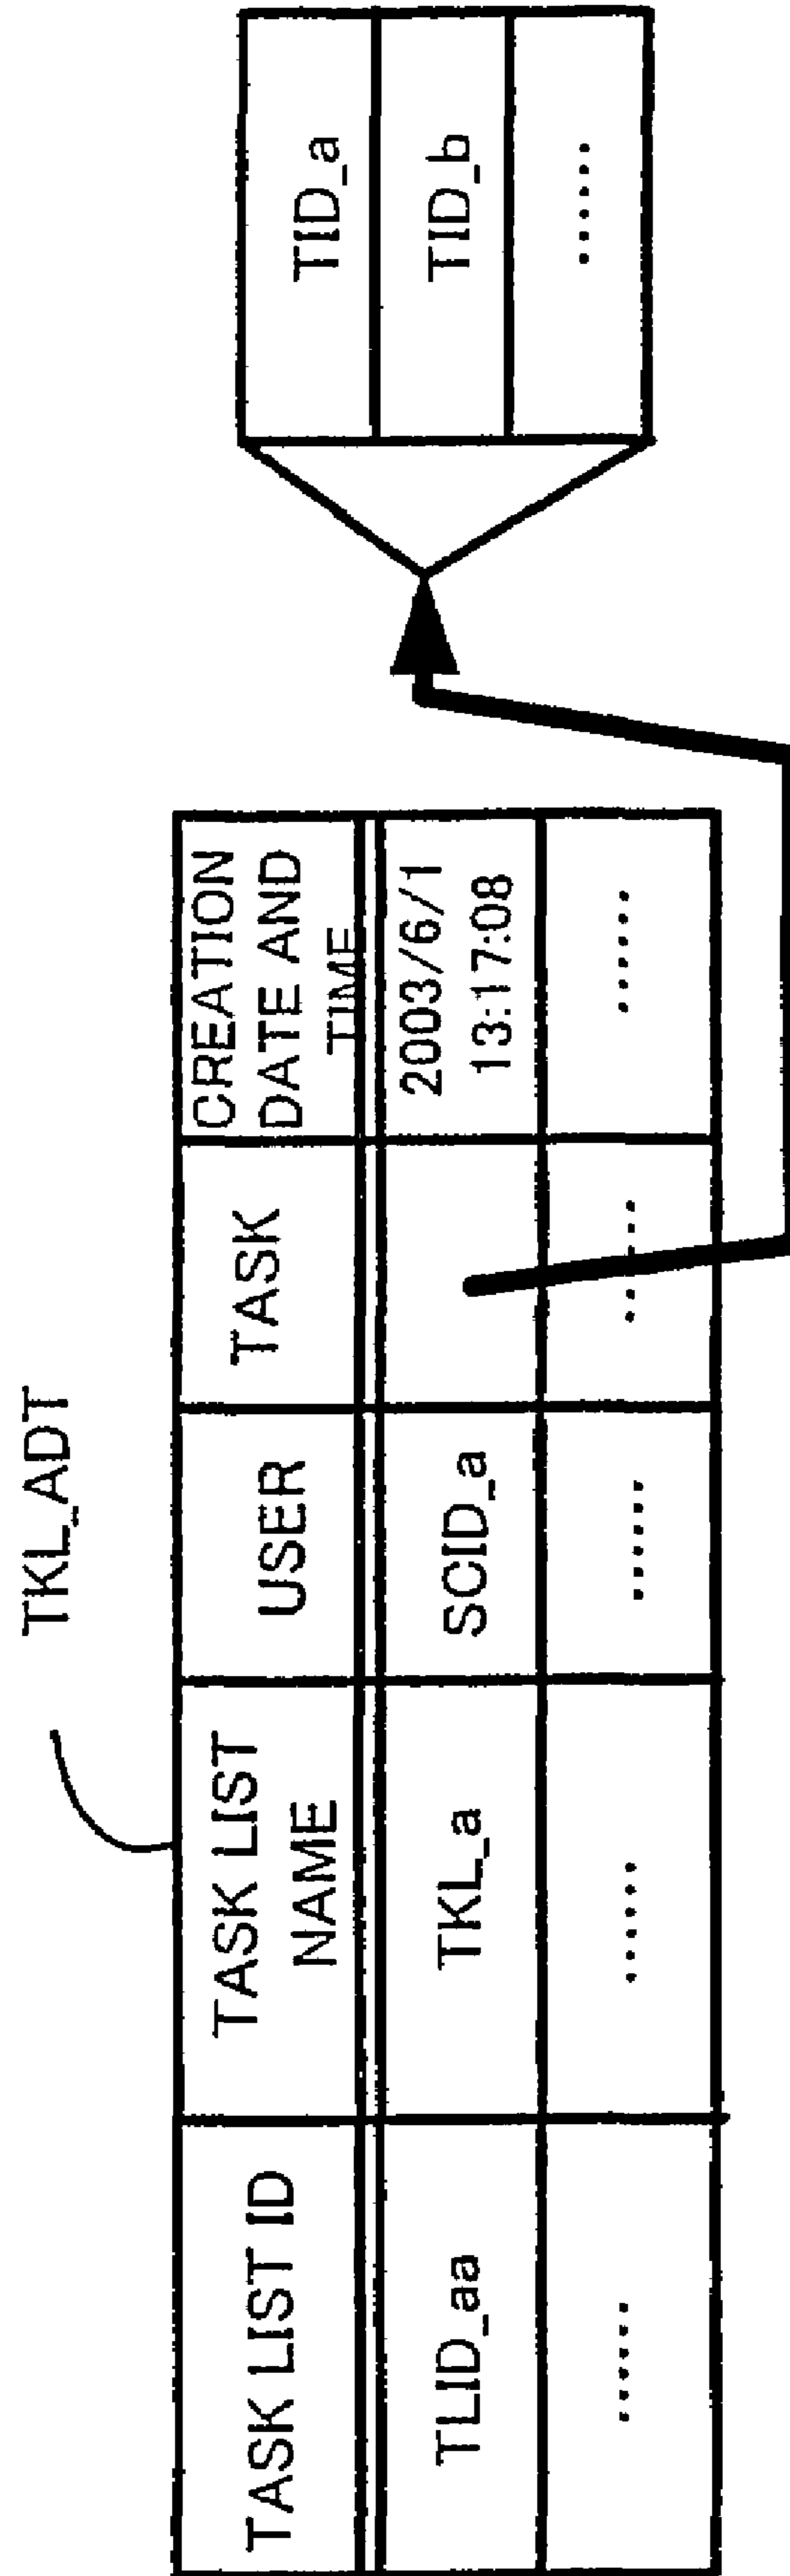 TKL_ADT
TASK LIST ID
TASK LIST
NAME
USER
TASK
CREATION
DATE AND
TIME
TLID_aa
TKL_a
SCID_a
2003/6/1
13:17:08
......
......
......
......
......
TID_a
TID_b
......